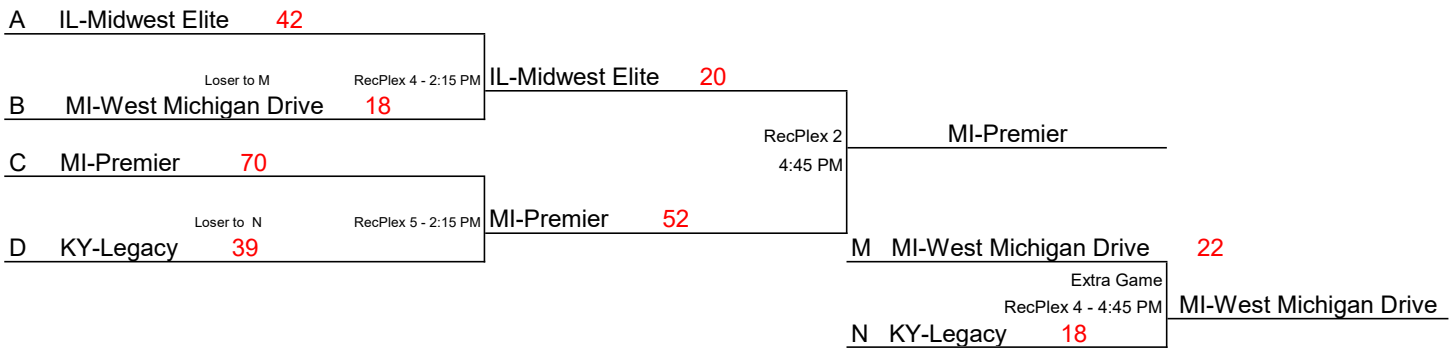 A IL-Midwest Elite 42
Loser to M RecPlex 4 - 2:15 PM IL-Midwest Elite 20
B MI-West Michigan Drive 18
RecPlex 2 MI-Premier
C MI-Premier 70
4:45 PM
Loser to N RecPlex 5 - 2:15 PM MI-Premier 52
D KY-Legacy 39
M MI-West Michigan Drive 22
Extra Game
RecPlex 4 - 4:45 PM MI-West Michigan Drive
N KY-Legacy 18